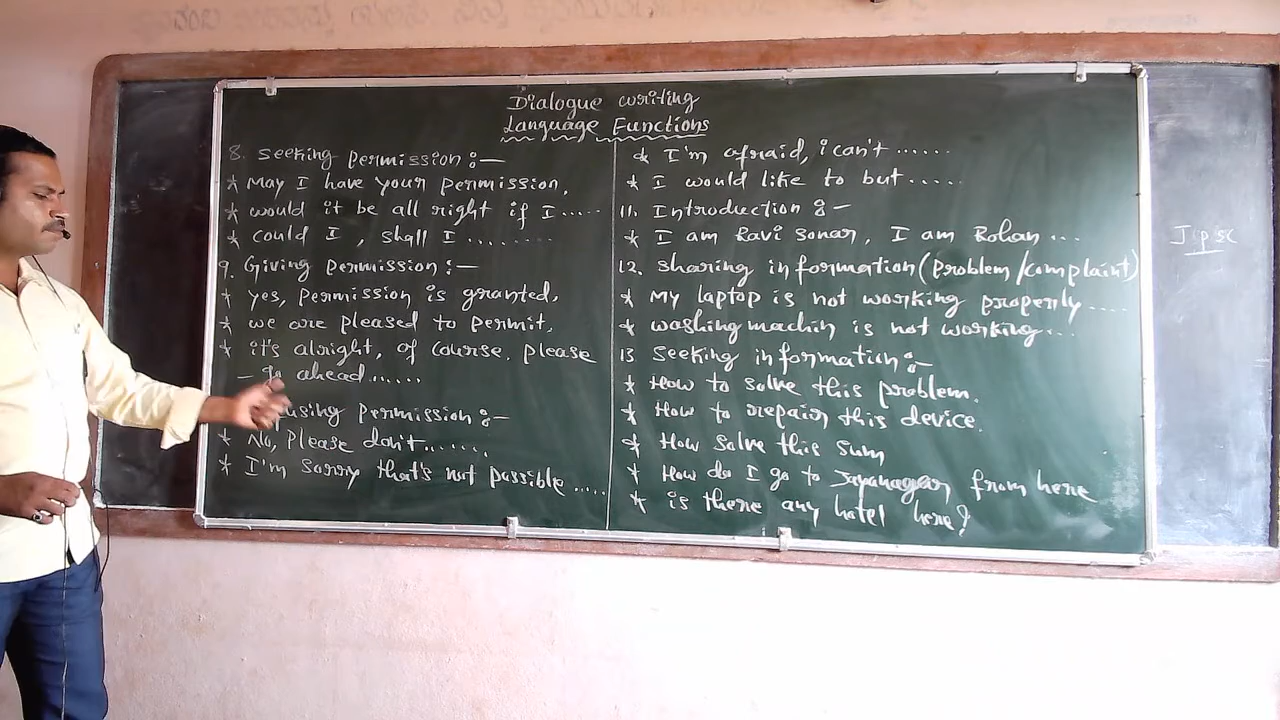 Dialogue writing
Language Functions
8. Seeking permission :-
* May I have your permission.
* would it be all right if I.....
* could I, shall I.........
9. Giving permission :-
* yes, permission is granted.
* we are pleased to permit.
* it's alright, of course. please
- go ahead......
using permission :-
* No, please don't.......
* I'm sorry that's not possible.....
* I'm afraid, i can't......
* I would like to but.....
11. Introduction :-
* I am Ravi Sonar, I am Rohan...
12. sharing information (problem/complaint)
* My laptop is not working properly....
* washing machin is not working...
13 Seeking information :-
* How to solve this problem.
* How to repair this device.
* How solve this sum
* How do I go to Jayanagar from here
* is there any hotel here?